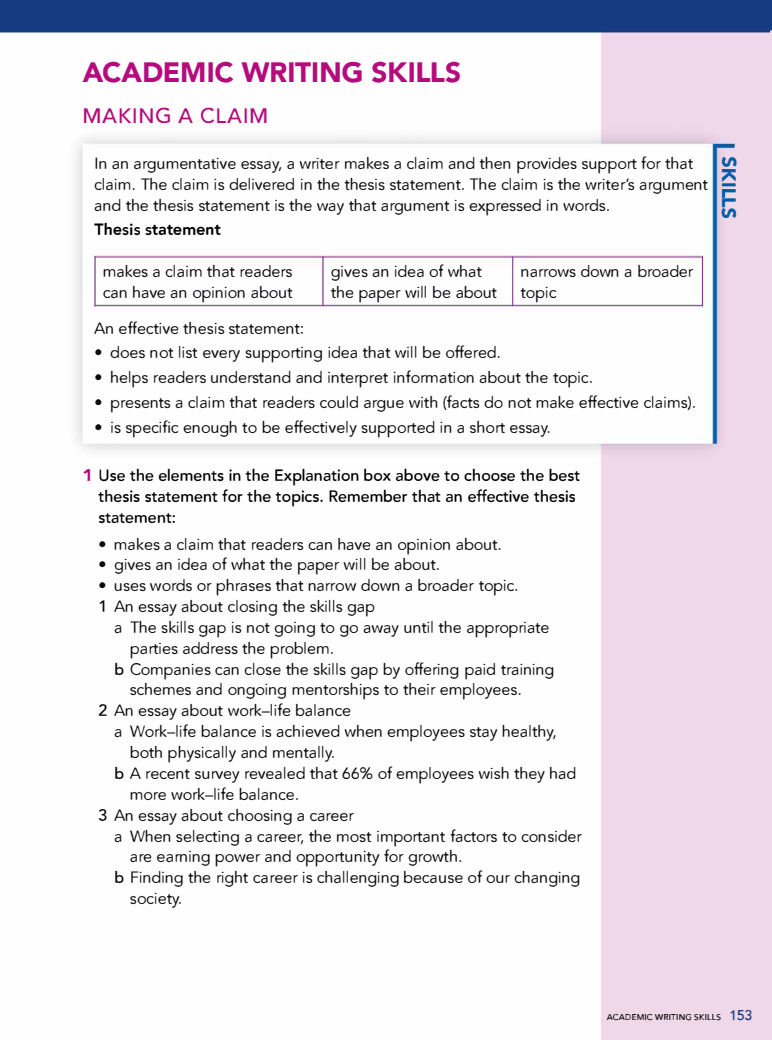 ACADEMIC WRITING SKILLS
MAKING A CLAIM
In an argumentative essay, a writer makes a claim and then provides support for that
claim. The claim is delivered in the thesis statement. The claim is the writer's argument
and the thesis statement is the way that argument is expressed in words.
Thesis statement
makes a claim that readers
can have an opinion about
gives an idea of what
the paper will be about
narrows down a broader
topic
An effective thesis statement:
• does not list every supporting idea that will be offered.
• helps readers understand and interpret information about the topic.
• presents a claim that readers could argue with (facts do not make effective claims).
• is specific enough to be effectively supported in a short essay.
SKILLS
1 Use the elements in the Explanation box above to choose the best
thesis statement for the topics. Remember that an effective thesis
statement:
• makes a claim that readers can have an opinion about.
• gives an idea of what the paper will be about.
• uses words or phrases that narrow down a broader topic.
1 An essay about closing the skills gap
a The skills gap is not going to go away until the appropriate
parties address the problem.
b Companies can close the skills gap by offering paid training
schemes and ongoing mentorships to their employees.
2 An essay about work–life balance
a Work–life balance is achieved when employees stay healthy,
both physically and mentally.
b A recent survey revealed that 66% of employees wish they had
more work–life balance.
3 An essay about choosing a career
a When selecting a career, the most important factors to consider
are earning power and opportunity for growth.
b Finding the right career is challenging because of our changing
society.
ACADEMIC WRITING SKILLS 153